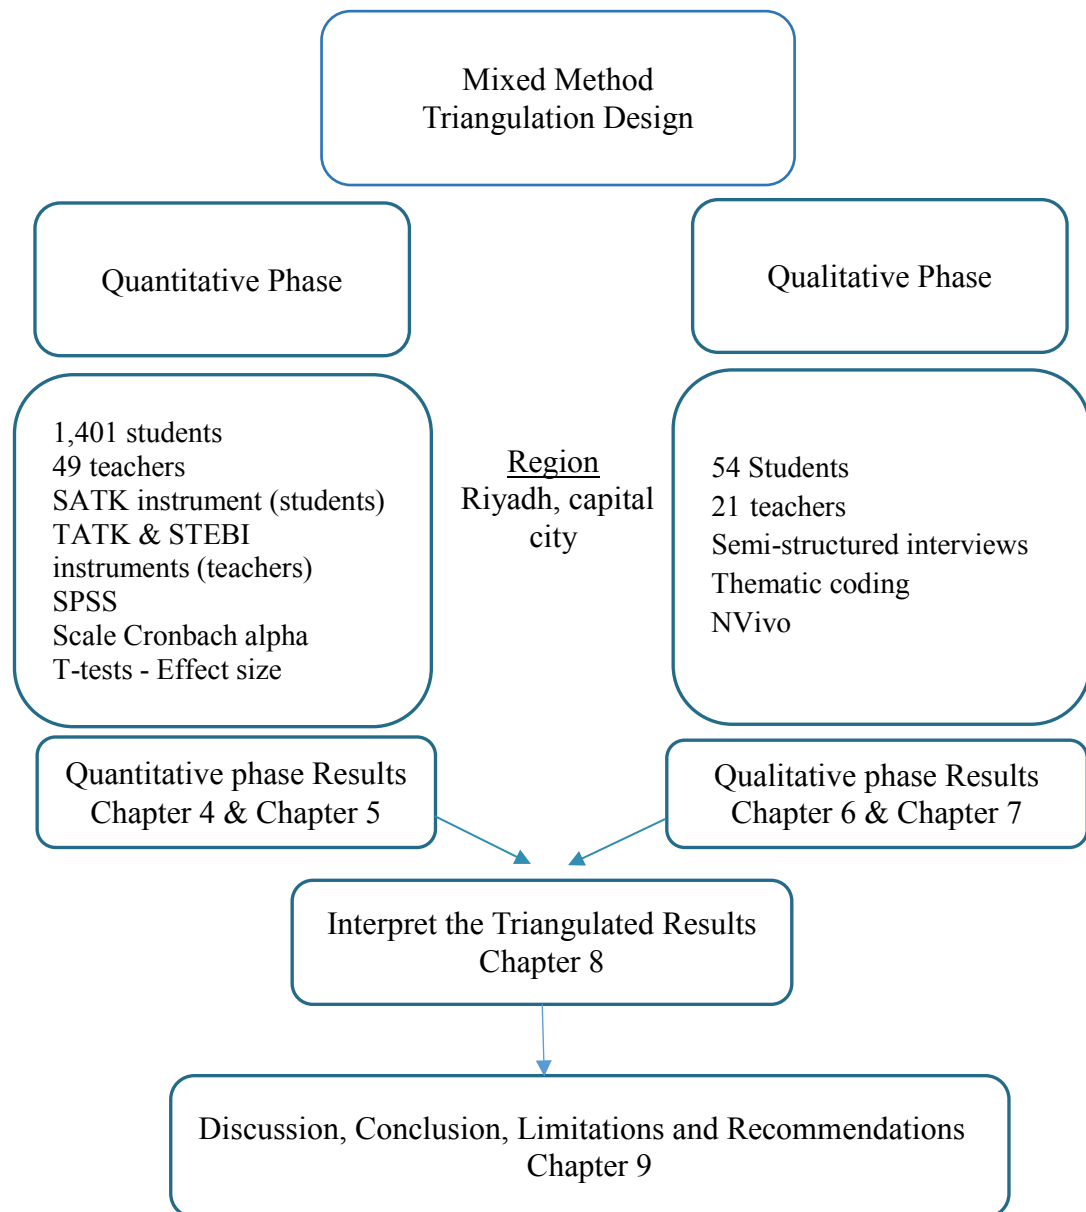 Mixed Method
Triangulation Design
Quantitative Phase
Qualitative Phase
1,401 students
49 teachers
SATK instrument (students)
TATK & STEBI
instruments (teachers)
SPSS
Scale Cronbach alpha
T-tests - Effect size
Region
Riyadh, capital
city
54 Students
21 teachers
Semi-structured interviews
Thematic coding
NVivo
Quantitative phase Results
Chapter 4 & Chapter 5
Qualitative phase Results
Chapter 6 & Chapter 7
Interpret the Triangulated Results
Chapter 8
Discussion, Conclusion, Limitations and Recommendations
Chapter 9